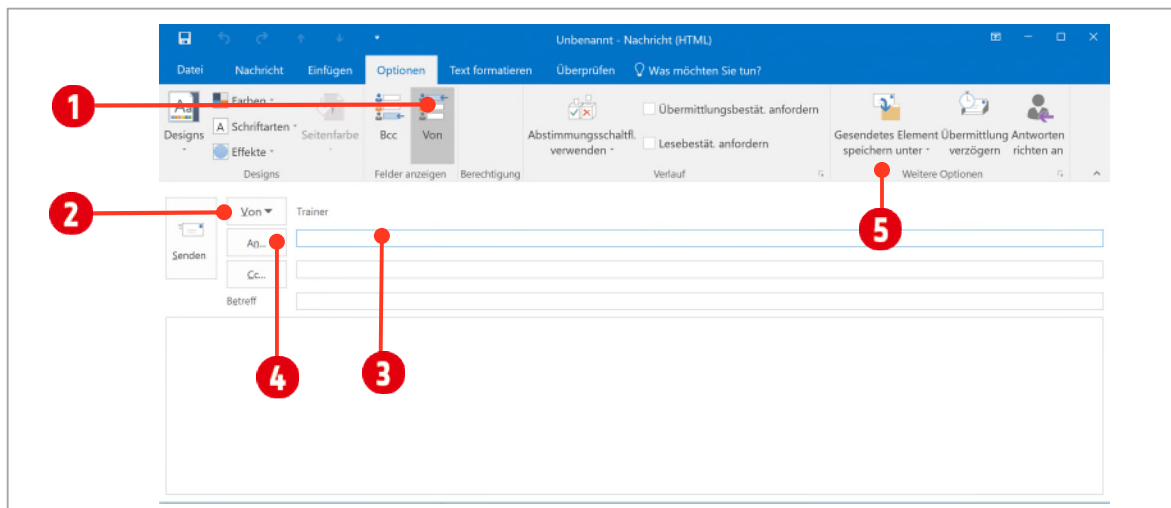 Unbenannt - Nachricht (HTML)
Datei Nachricht Einfügen Optionen Text formatieren Überprüfen Was möchten Sie tun?
1
Aa Farben
A Schriftarten
Effekte
Designs
Seitenfarbe
Bcc Von
Abstimmungsschaltfl.
verwenden
Übermittlungsbestät. anfordern
Lesebestät. anfordern
Gesendetes Element Übermittlung Antworten
speichern unter verzögern richten an
Designs Felder anzeigen Berechtigung Verlauf Weitere Optionen
2
Von Trainer
5
An...
Senden
Cc...
Betreff
4 3